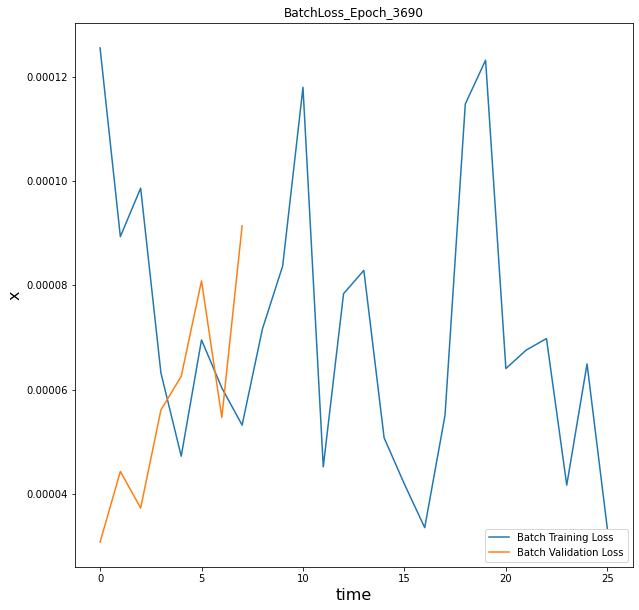 BatchLoss_Epoch_3690
0.00012
0.00010
0.00008
0.00006
0.00004
x
0
5
10
15
20
25
time
Batch Training Loss
Batch Validation Loss